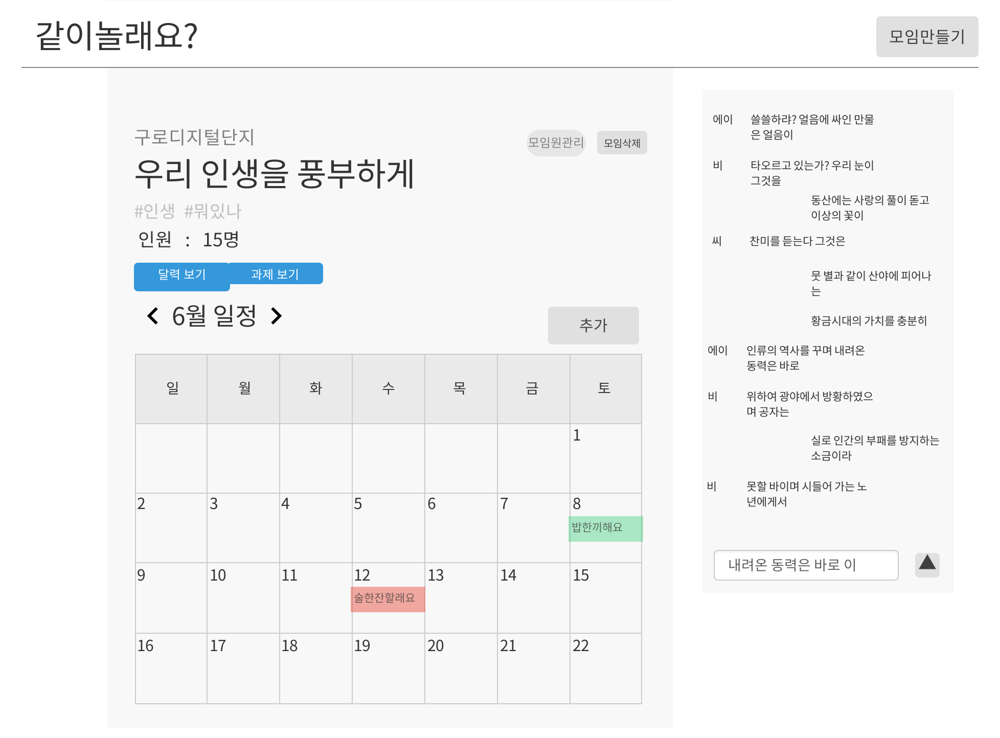 같이놀래요?
모임만들기
구로디지털단지
모임원관리
모임삭제
우리 인생을 풍부하게
#인생 #뭐있나
인원 : 15명
달력 보기
과제 보기
6월 일정
추가
일 월 화 수 목 금 토
1
2 3 4 5 6 7 8
밥한끼해요
9 10 11 12 13 14 15
술한잔할래요
16 17 18 19 20 21 22
에이 쓸쓸하랴? 얼음에 싸인 만물
은 얼음이
비 타오르고 있는가? 우리 눈이
그것을
동산에는 사랑의 풀이 돋고
이상의 꽃이
씨 찬미를 듣는다 그것은
뭇 별과 같이 산야에 피어나
는
황금시대의 가치를 충분히
에이 인류의 역사를 꾸며 내려온
동력은 바로
비 위하여 광야에서 방황하였으
며 공자는
실로 인간의 부패를 방지하는
소금이라
비 못할 바이며 시들어 가는 노
년에게서
내려온 동력은 바로 이